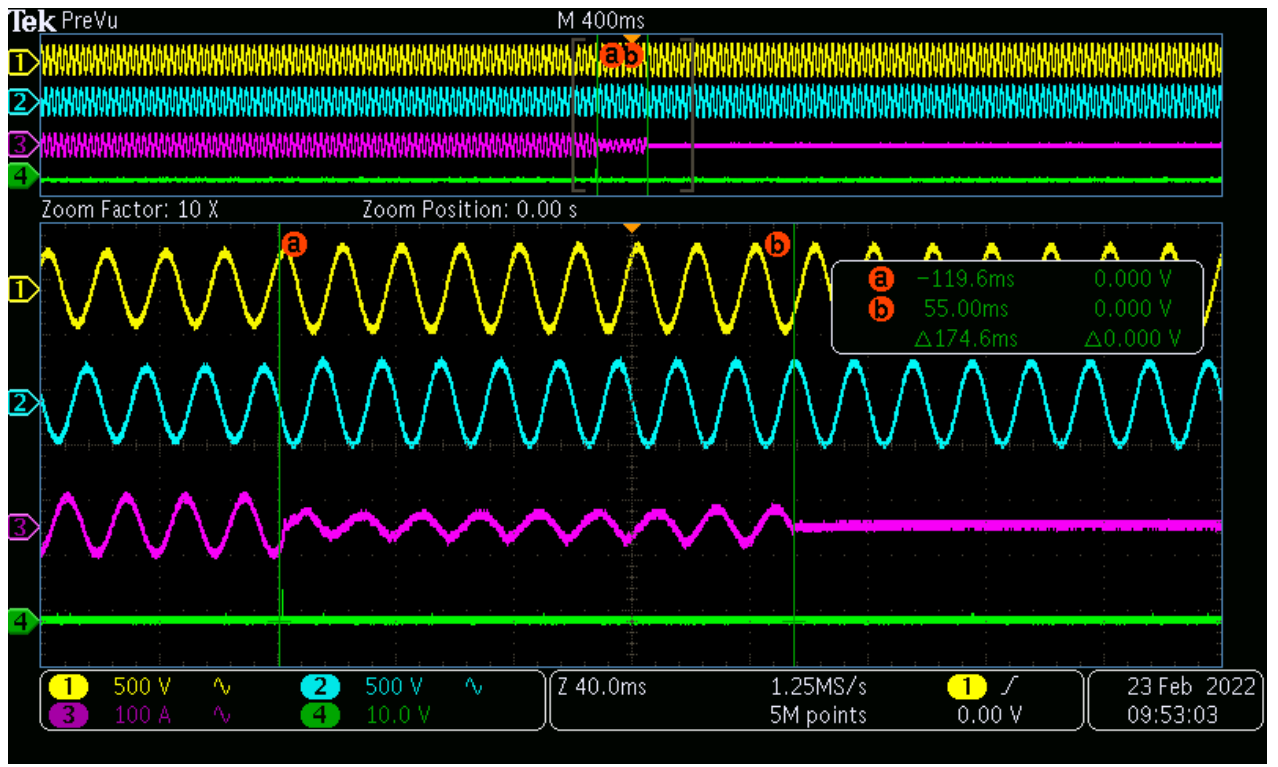 Tek PreVu M 400ms
1
a b
2
3
4
Zoom Factor: 10 X Zoom Position: 0.00 s
a b
1
a -119.6ms 0.000 V
b 55.00ms 0.000 V
△174.6ms △0.000 V
2
3
4
1 500 V 2 500 V Z 40.0ms 1.25MS/s 1 23 Feb 2022
3 100 A 4 10.0 V 5M points 0.00 V 09:53:03